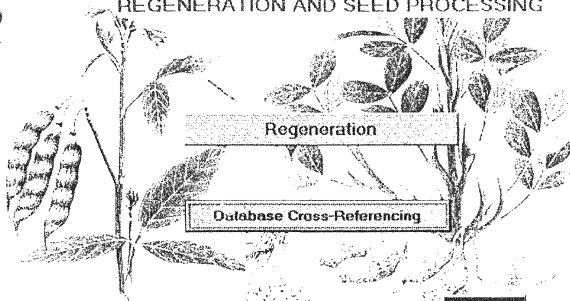 REGENERATION AND SEED PROCESSING
Regeneration
Database Cross-Referencing